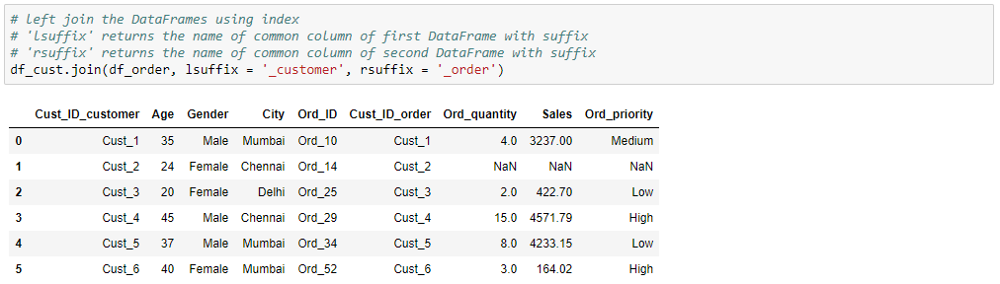 # left join the DataFrames using index
# 'lsuffix' returns the name of common column of first DataFrame with suffix
# 'rsuffix' returns the name of common column of second DataFrame with suffix
df_cust.join(df_order, lsuffix = '_customer', rsuffix = '_order')
Cust_ID_customer Age Gender City Ord_ID Cust_ID_order Ord_quantity Sales Ord_priority
0 Cust_1 35 Male Mumbai Ord_10 Cust_1 4.0 3237.00 Medium
1 Cust_2 24 Female Chennai Ord_14 Cust_2 NaN NaN NaN
2 Cust_3 20 Female Delhi Ord_25 Cust_3 2.0 422.70 Low
3 Cust_4 45 Male Chennai Ord_29 Cust_4 15.0 4571.79 High
4 Cust_5 37 Male Mumbai Ord_34 Cust_5 8.0 4233.15 Low
5 Cust_6 40 Female Mumbai Ord_52 Cust_6 3.0 164.02 High